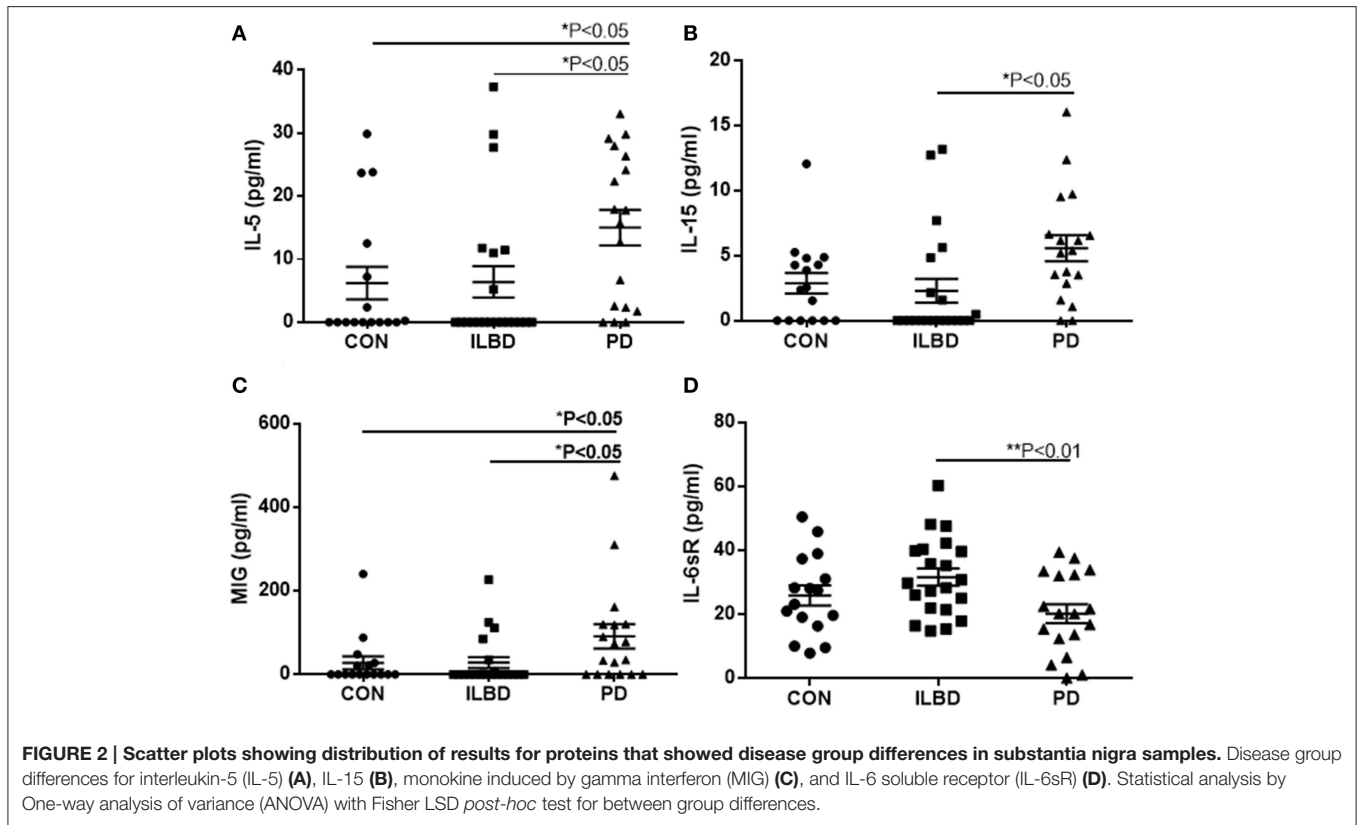 A
*P<0.05
*P<0.05
40
30
20
10
0
IL-5 (pg/ml)
CON ILBD PD
B
*P<0.05
20
15
10
5
0
IL-15 (pg/ml)
CON ILBD PD
C
*P<0.05
*P<0.05
600
400
200
0
MIG (pg/ml)
CON ILBD PD
D
**P<0.01
80
60
40
20
0
IL-6sR (pg/ml)
CON ILBD PD
FIGURE 2 | Scatter plots showing distribution of results for proteins that showed disease group differences in substantia nigra samples. Disease group
differences for interleukin-5 (IL-5) (A), IL-15 (B), monokine induced by gamma interferon (MIG) (C), and IL-6 soluble receptor (IL-6sR) (D). Statistical analysis by
One-way analysis of variance (ANOVA) with Fisher LSD post-hoc test for between group differences.